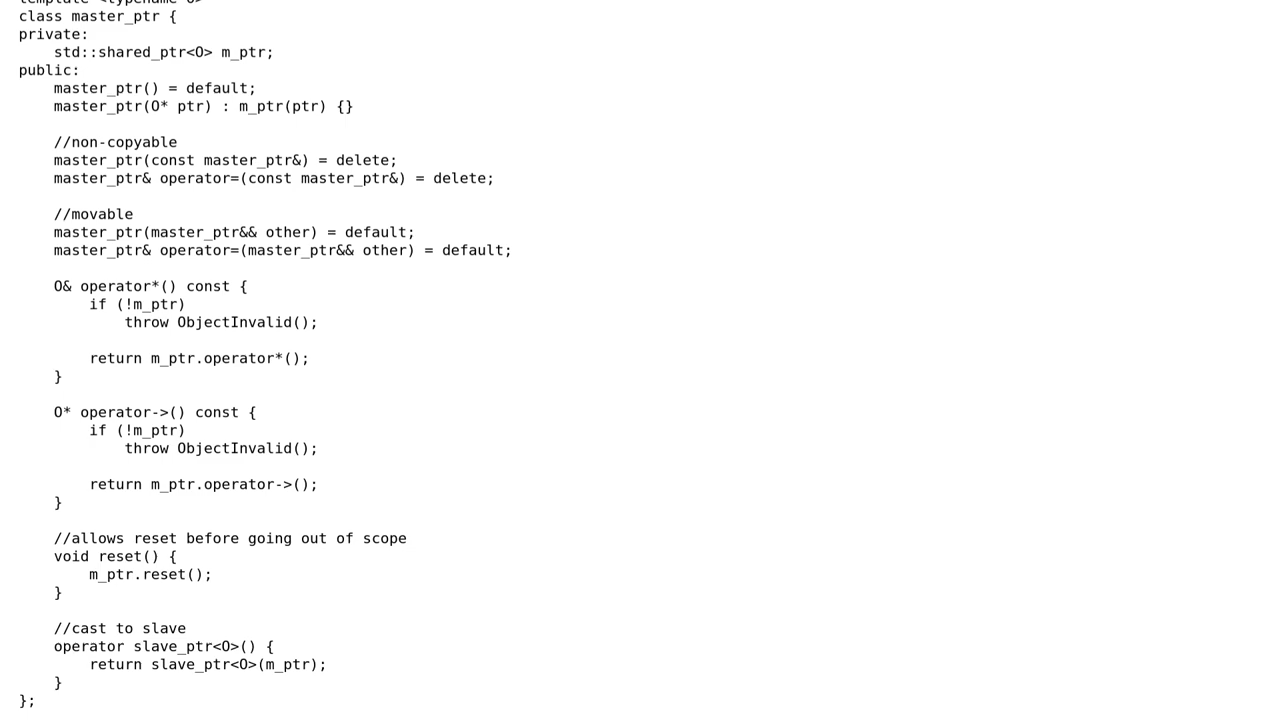 template <typename O>
class master_ptr {
private:
    std::shared_ptr<O> m_ptr;
public:
    master_ptr() = default;
    master_ptr(O* ptr) : m_ptr(ptr) {}

    //non-copyable
    master_ptr(const master_ptr&) = delete;
    master_ptr& operator=(const master_ptr&) = delete;

    //movable
    master_ptr(master_ptr&& other) = default;
    master_ptr& operator=(master_ptr&& other) = default;

    O& operator*() const {
        if (!m_ptr)
            throw ObjectInvalid();

        return m_ptr.operator*();
    }

    O* operator->() const {
        if (!m_ptr)
            throw ObjectInvalid();

        return m_ptr.operator->();
    }

    //allows reset before going out of scope
    void reset() {
        m_ptr.reset();
    }

    //cast to slave
    operator slave_ptr<O>() {
        return slave_ptr<O>(m_ptr);
    }
};